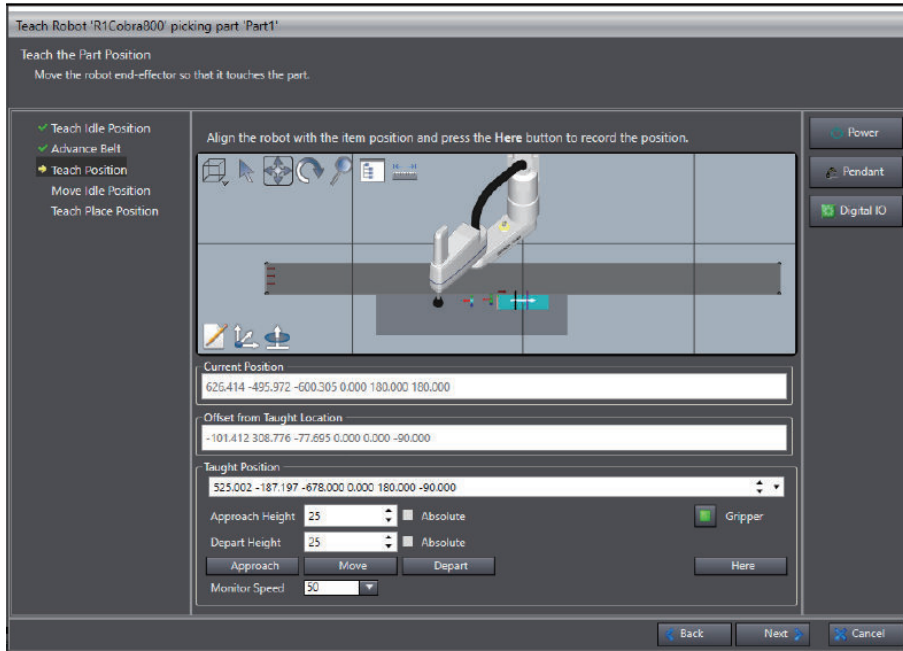 Teach Robot 'R1Cobra800' picking part 'Part1'
Teach the Part Position
Move the robot end-effector so that it touches the part.
Teach Idle Position
Advance Belt
Teach Position
Move Idle Position
Teach Place Position
Align the robot with the item position and press the Here button to record the position.
Power
Pendant
Digital IO
Current Position
626.414 -495.972 -600.305 0.000 180.000 180.000
Offset from Taught Location
-101.412 308.776 -77.695 0.000 0.000 -90.000
Taught Position
525.002 -187.197 -678.000 0.000 180.000 -90.000
Approach Height 25 Absolute Gripper
Depart Height 25 Absolute
Approach Move Depart Here
Monitor Speed 50
Back Next Cancel